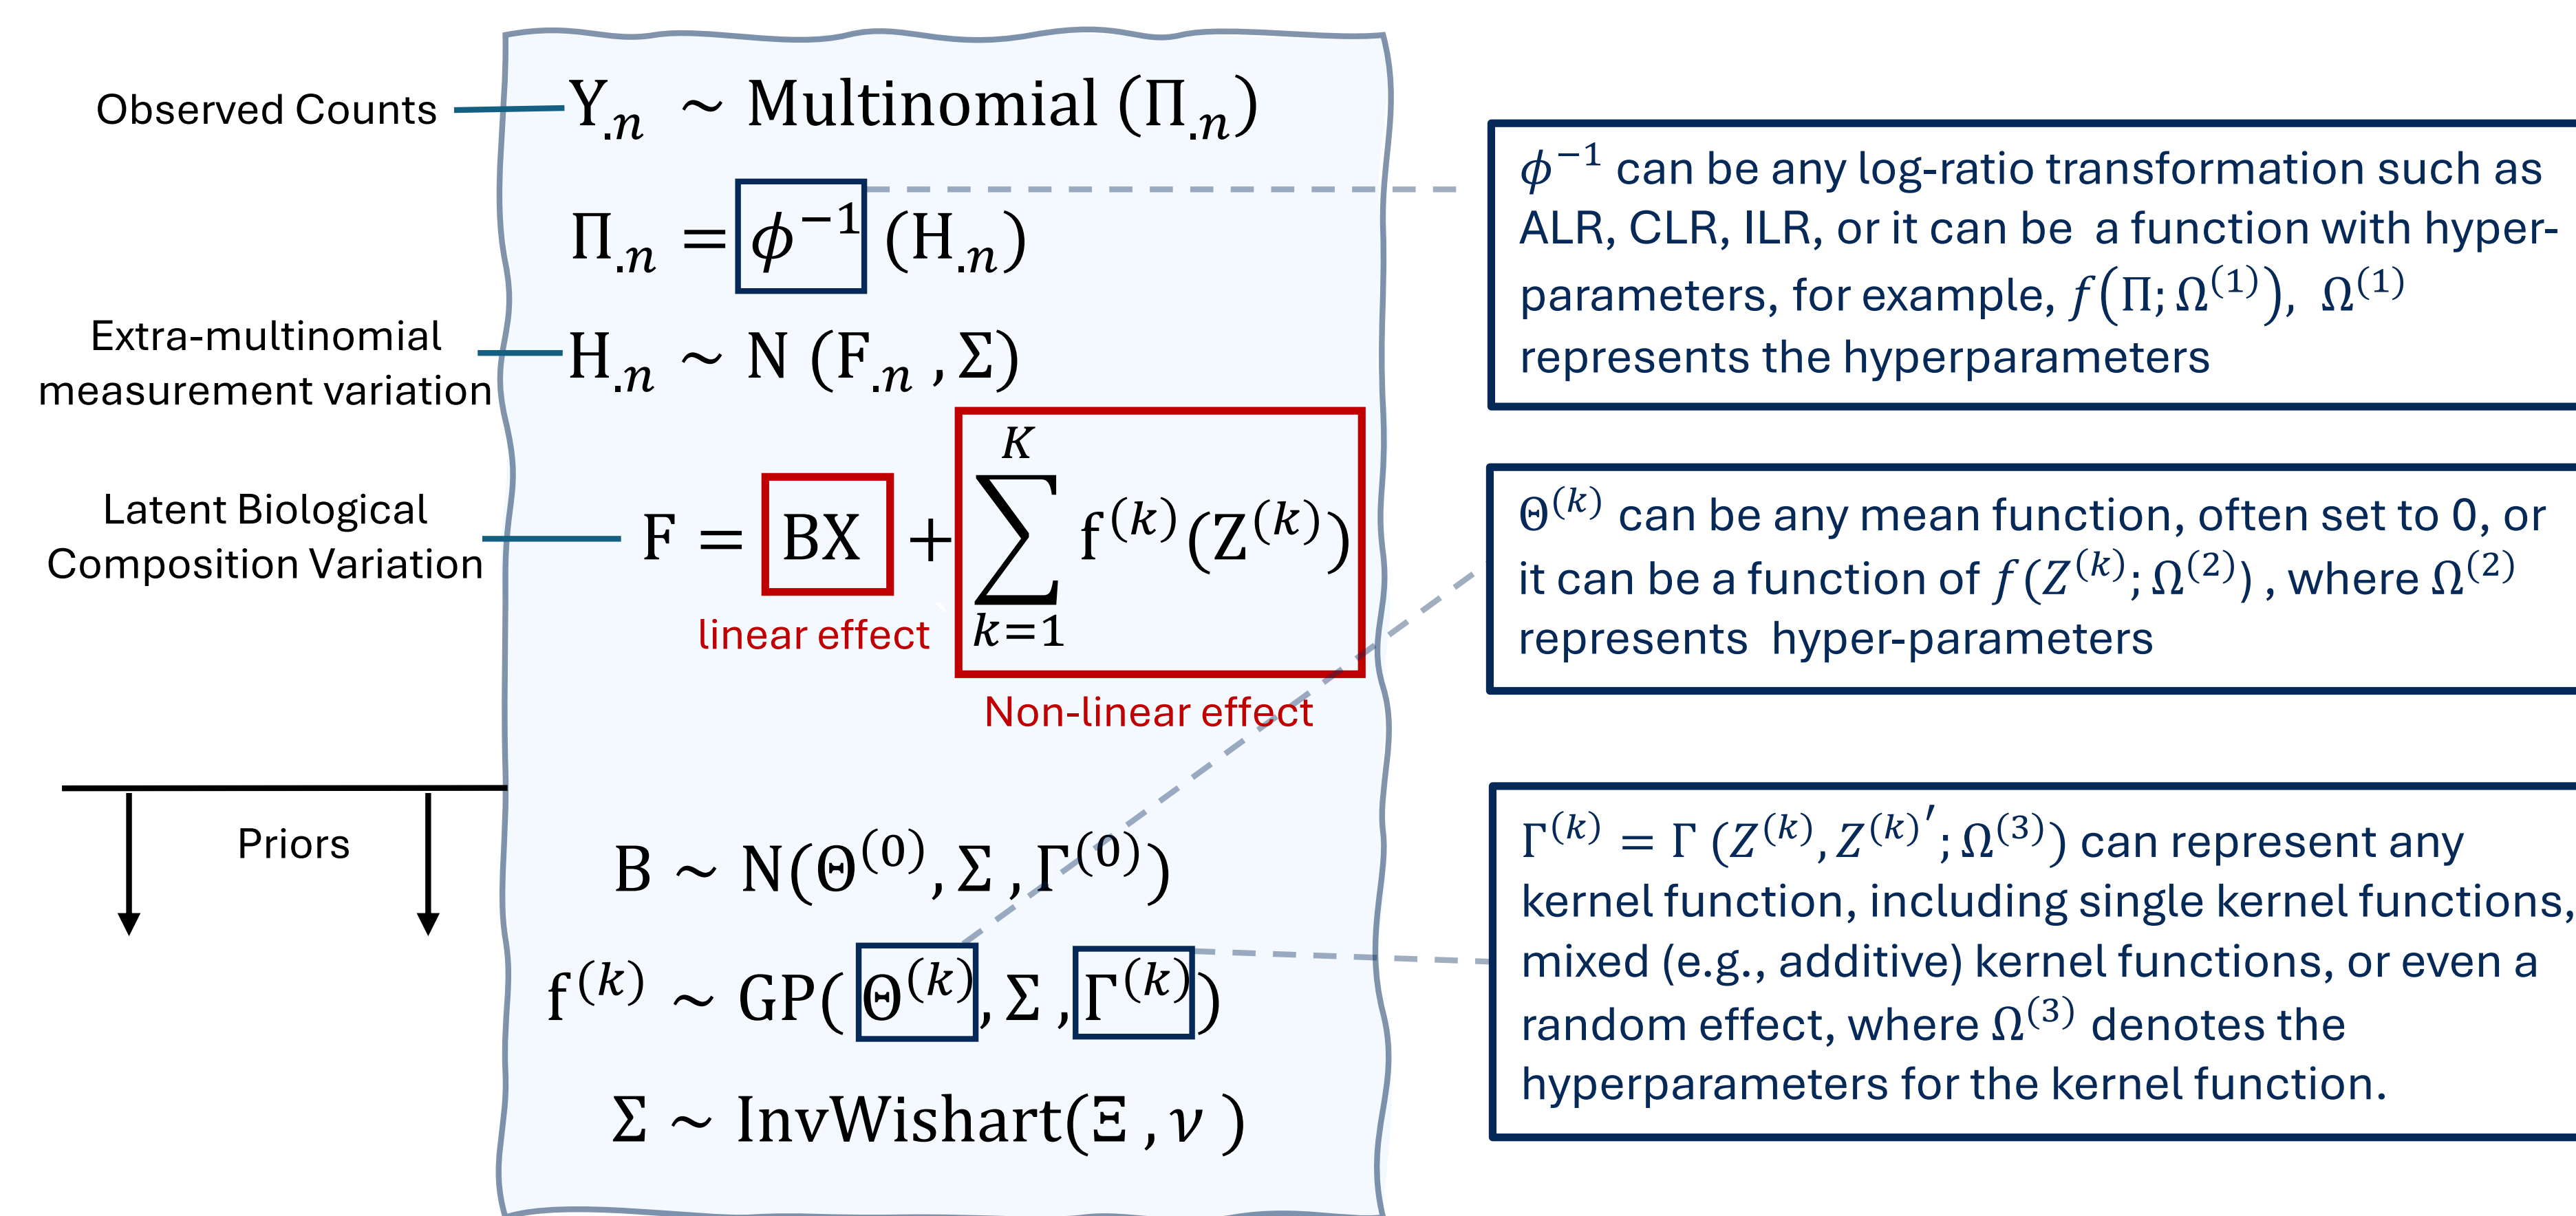 Observed Counts
Y.n ~ Multinomial (Π.n)
Π.n = ϕ⁻¹ (H.n)
Extra-multinomial
measurement variation
H.n ~ N (F.n , Σ)
Latent Biological
Composition Variation
F = BX + ∑_{k=1}^{K} f^(k)(Z^(k))
linear effect
Non-linear effect
Priors
B ~ N(Θ^(0), Σ , Γ^(0))
f^(k) ~ GP( Θ^(k), Σ , Γ^(k))
Σ ~ InvWishart(Ξ , ν )
ϕ⁻¹ can be any log-ratio transformation such as
ALR, CLR, ILR, or it can be a function with hyper-
parameters, for example, f(Π; Ω^(1)), Ω^(1)
represents the hyperparameters
Θ^(k) can be any mean function, often set to 0, or
it can be a function of f(Z^(k); Ω^(2)) , where Ω^(2)
represents hyper-parameters
Γ^(k) = Γ (Z^(k), Z^(k)′; Ω^(3)) can represent any
kernel function, including single kernel functions,
mixed (e.g., additive) kernel functions, or even a
random effect, where Ω^(3) denotes the
hyperparameters for the kernel function.